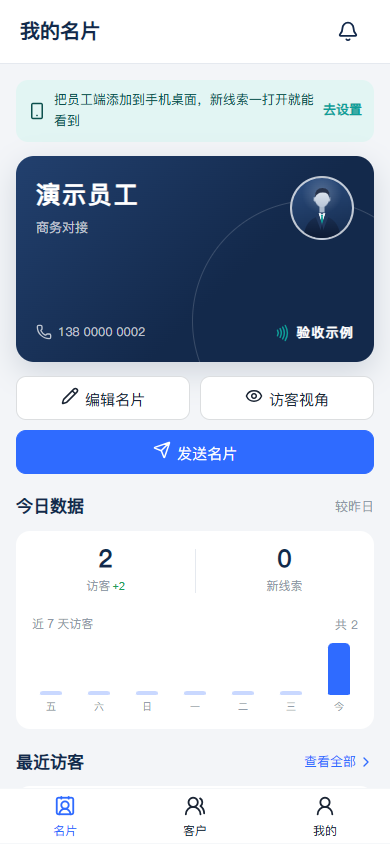 我的名片
把员工端添加到手机桌面，新线索一打开就能
看到
去设置
演示员工
商务对接
138 0000 0002
验收示例
编辑名片
访客视角
发送名片
今日数据
较昨日
2
0
访客 +2
新线索
近 7 天访客
共 2
五 六 日 一 二 三 今
最近访客
查看全部
名片
客户
我的